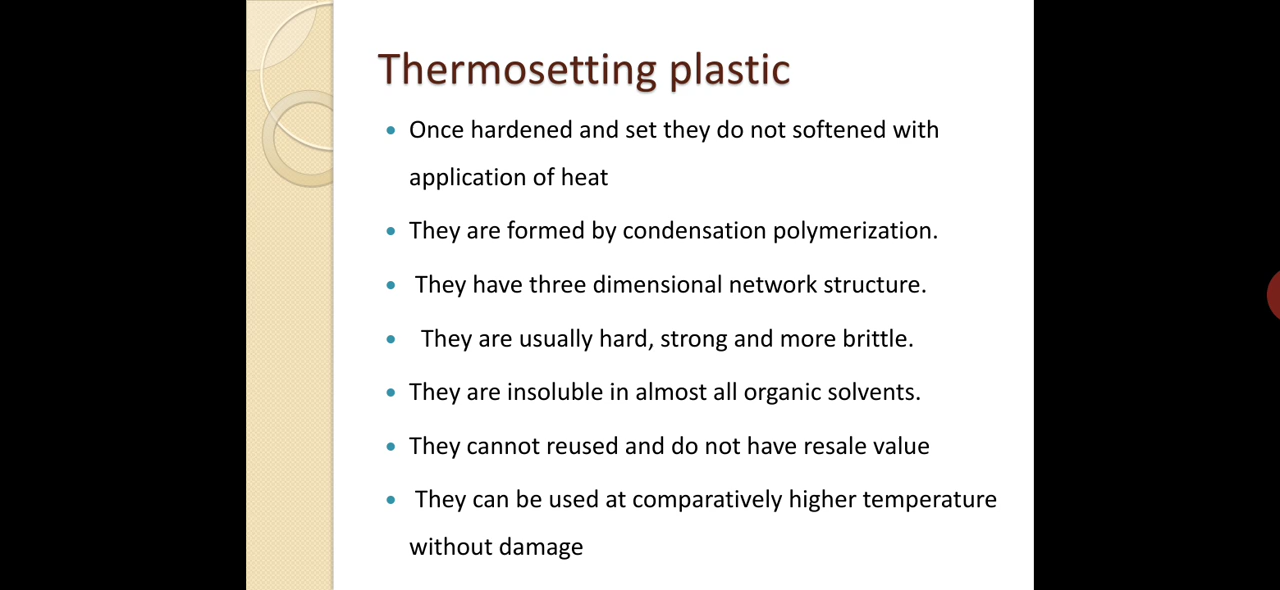 Thermosetting plastic
• Once hardened and set they do not softened with
application of heat
• They are formed by condensation polymerization.
• They have three dimensional network structure.
• They are usually hard, strong and more brittle.
• They are insoluble in almost all organic solvents.
• They cannot reused and do not have resale value
• They can be used at comparatively higher temperature
without damage